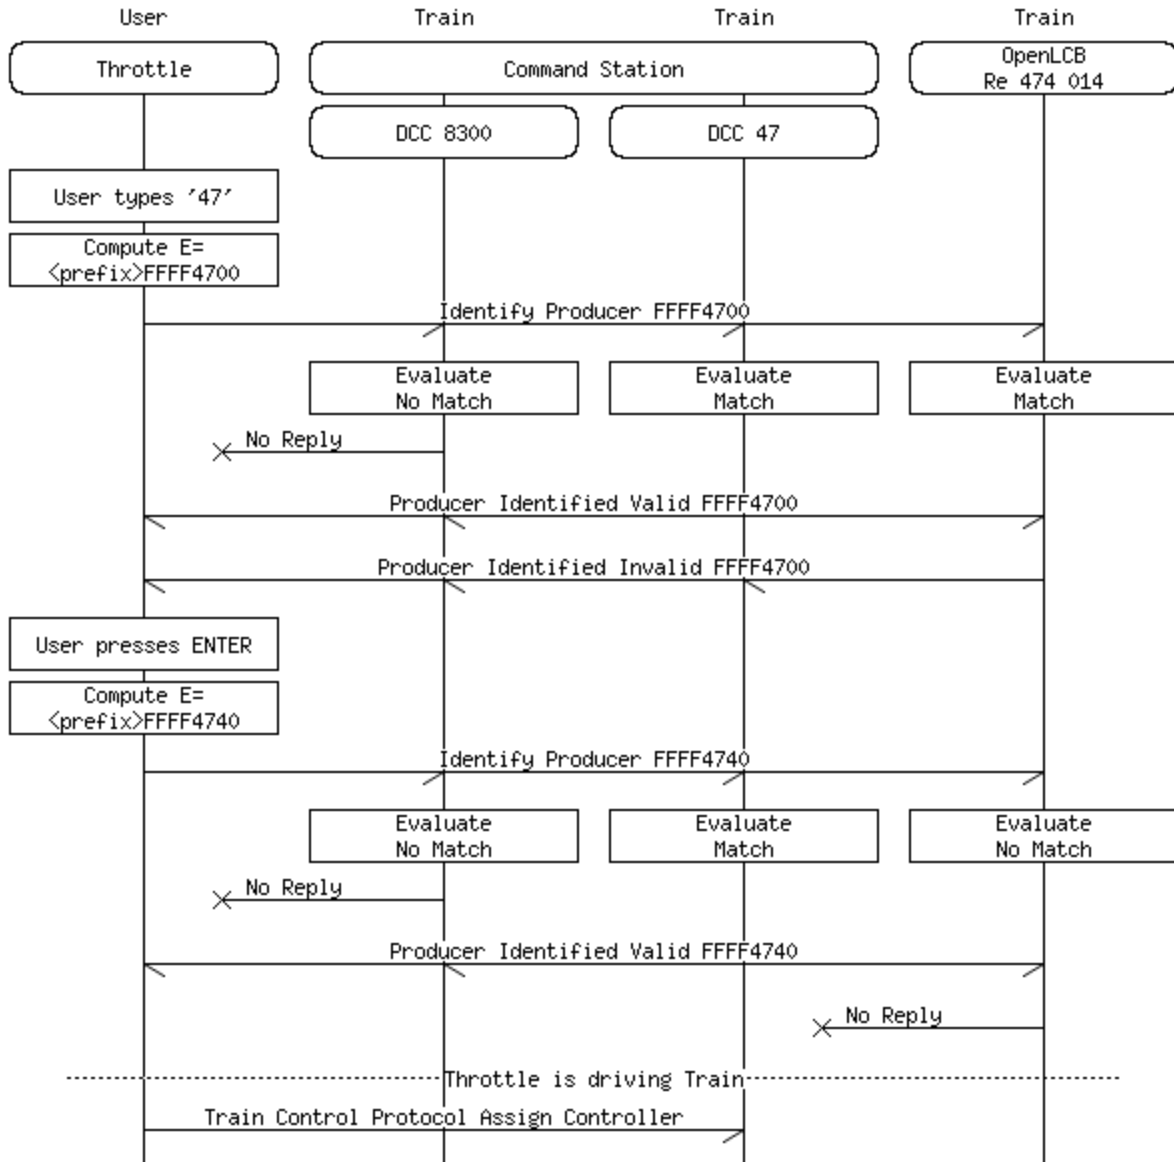 User Train Train Train
Throttle
Command Station
OpenLCB
Re 474 014
DCC 8300
DCC 47
User types '47'
Compute E=
<prefix>FFFF4700
Identify Producer FFFF4700
Evaluate
No Match
Evaluate
Match
Evaluate
Match
No Reply
Producer Identified Valid FFFF4700
Producer Identified Invalid FFFF4700
User presses ENTER
Compute E=
<prefix>FFFF4740
Identify Producer FFFF4740
Evaluate
No Match
Evaluate
Match
Evaluate
No Match
No Reply
Producer Identified Valid FFFF4740
No Reply
Throttle is driving Train
Train Control Protocol Assign Controller